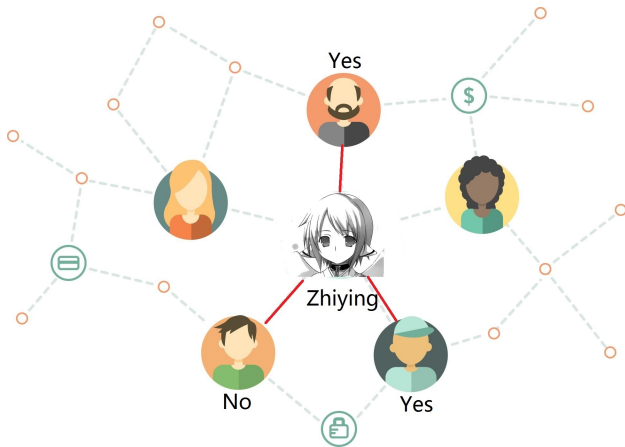 Yes
$
Zhiying
No
Yes